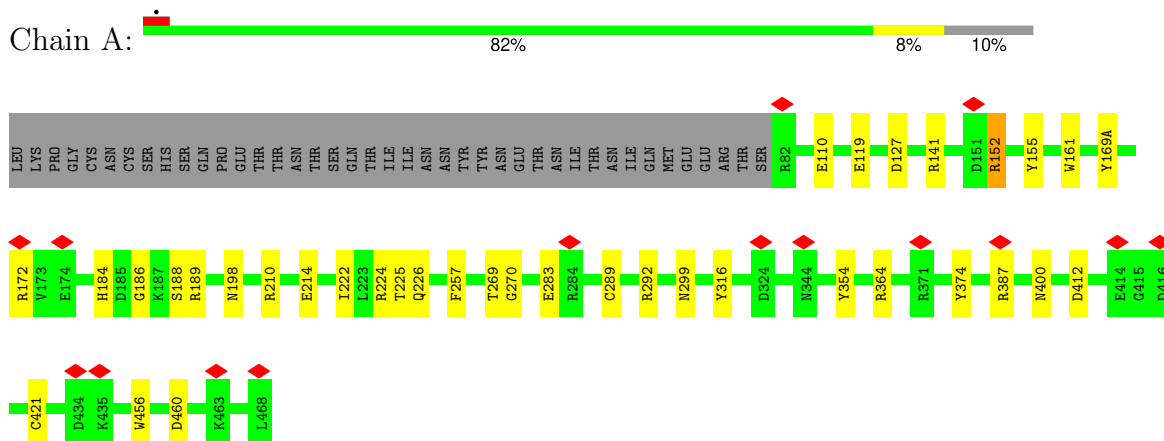 Chain A:
•
82% 8% 10%
LEU LYS PRO GLY CYS ASN CYS SER HIS SER GLN PRO GLU THR THR ASN THR SER GLN THR ILE ILE ASN ASN TYR TYR ASN GLU THR ASN ILE THR ASN ILE GLN MET GLU GLU ARG THR SER R82 E110 E119 D127 R141 D151 R152 Y155 W161 Y169A
R172 V173 E174 H184 D185 G186 K187 S188 R189 N198 R210 E214 I222 L223 R224 T225 Q226 F257 T269 G270 E283 R284 C289 R292 N299 Y316 D324 N344 Y354 R364 R371 Y374 R387 N400 D412 E414 G415 D416
C421 D434 K435 W456 D460 K463 L468